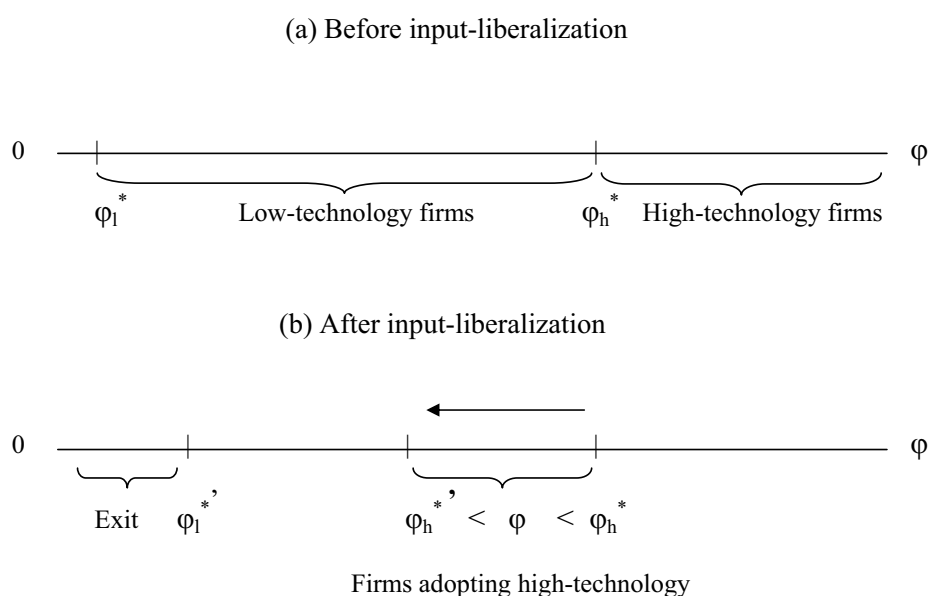 (a) Before input-liberalization
0 φ
φl* Low-technology firms φh* High-technology firms
(b) After input-liberalization
0 φ
Exit φl*’ φh*’ < φ < φh*
Firms adopting high-technology